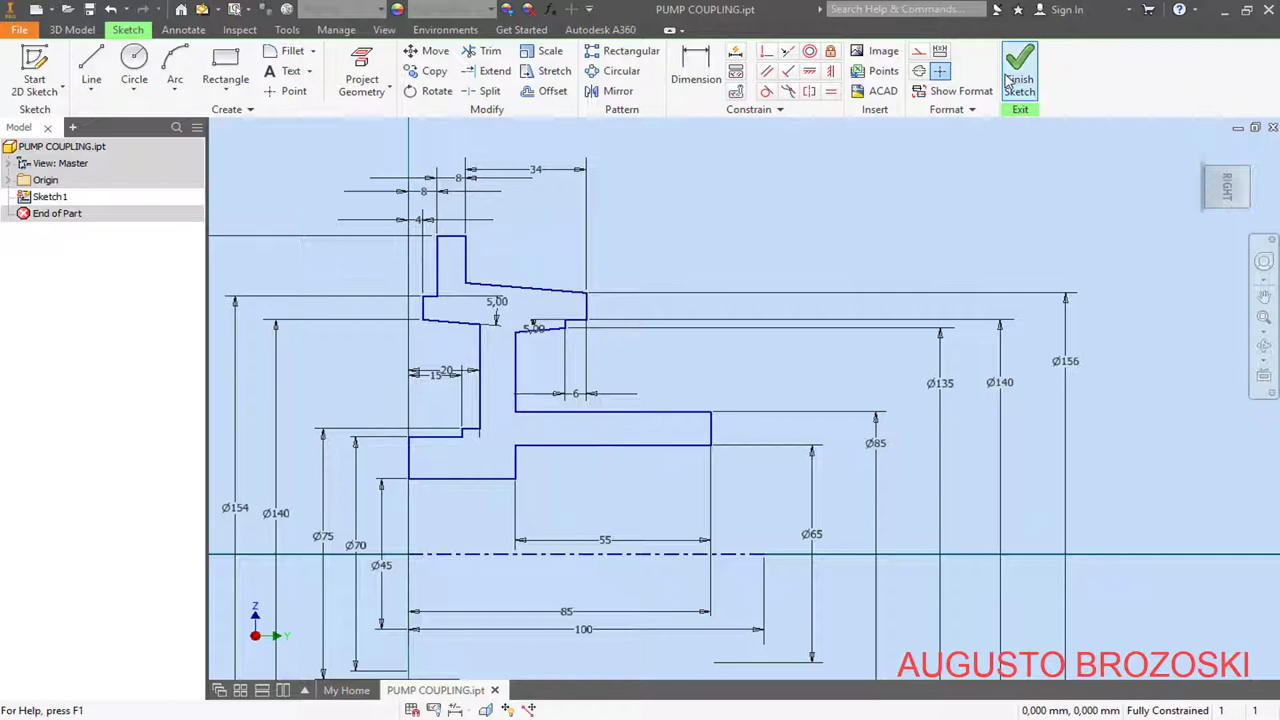 PUMP COUPLING.ipt
Search Help & Commands...
Sign In
File
3D Model
Sketch
Annotate
Inspect
Tools
Manage
View
Environments
Get Started
Autodesk A360
Start
2D Sketch
Line
Circle
Arc
Rectangle
Fillet
Text
Point
Project
Geometry
Move
Trim
Scale
Copy
Extend
Stretch
Rotate
Split
Offset
Rectangular
Circular
Mirror
Dimension
Image
Points
ACAD
Show Format
Finish
Sketch
Sketch
Create
Modify
Pattern
Constrain
Insert
Format
Exit
Model
PUMP COUPLING.ipt
View: Master
Origin
Sketch1
End of Part
RIGHT
34
8
8
4
5,00
5,00
20
15
6
Ø156
Ø135
Ø140
Ø85
Ø154
Ø140
Ø75
Ø70
Ø45
Ø65
55
85
100
Z
Y
AUGUSTO BROZOSKI
My Home
PUMP COUPLING.ipt
For Help, press F1
0,000 mm, 0,000 mm
Fully Constrained
1
1